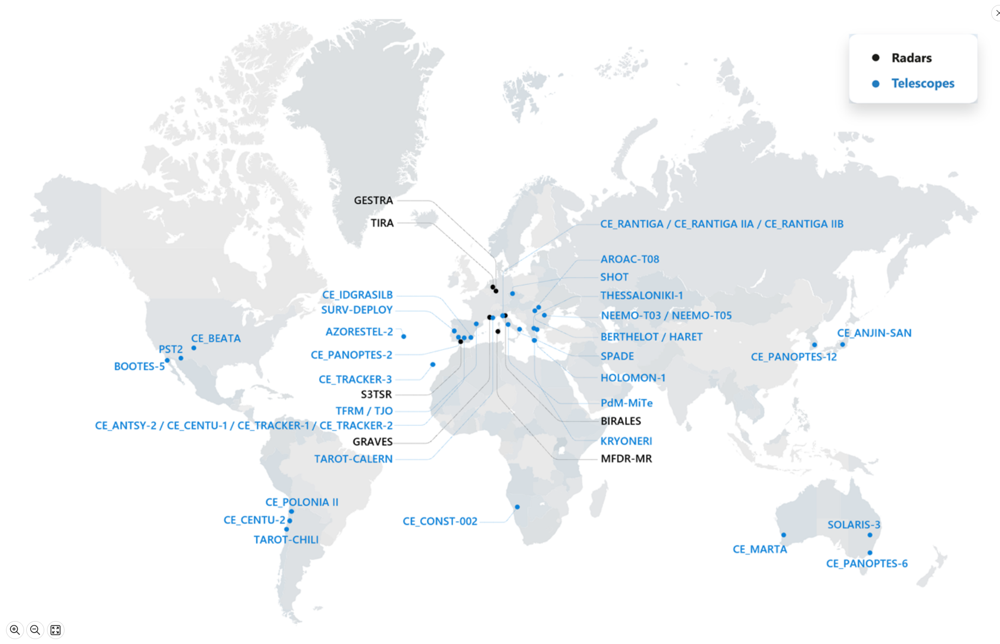 Radars
Telescopes
GESTRA
TIRA
CE_RANTIGA / CE_RANTIGA IIA / CE_RANTIGA IIB
AROAC-T08
SHOT
CE_IDGRASILB
THESSALONIKI-1
SURV-DEPLOY
NEEMO-T03 / NEEMO-T05
AZORESTEL-2
CE_ANJIN-SAN
CE_BEATA
BERTHELOT / HARET
PST2
CE_PANOPTES-2
SPADE
CE_PANOPTES-12
BOOTES-5
CE_TRACKER-3
HOLOMON-1
S3TSR
PdM-MiTe
TFRM / TJO
BIRALES
CE_ANTSY-2 / CE_CENTU-1 / CE_TRACKER-1 / CE_TRACKER-2
GRAVES
KRYONERI
TAROT-CALERN
MFDR-MR
CE_POLONIA II
CE_CENTU-2
CE_CONST-002
SOLARIS-3
TAROT-CHILI
CE_MARTA
CE_PANOPTES-6